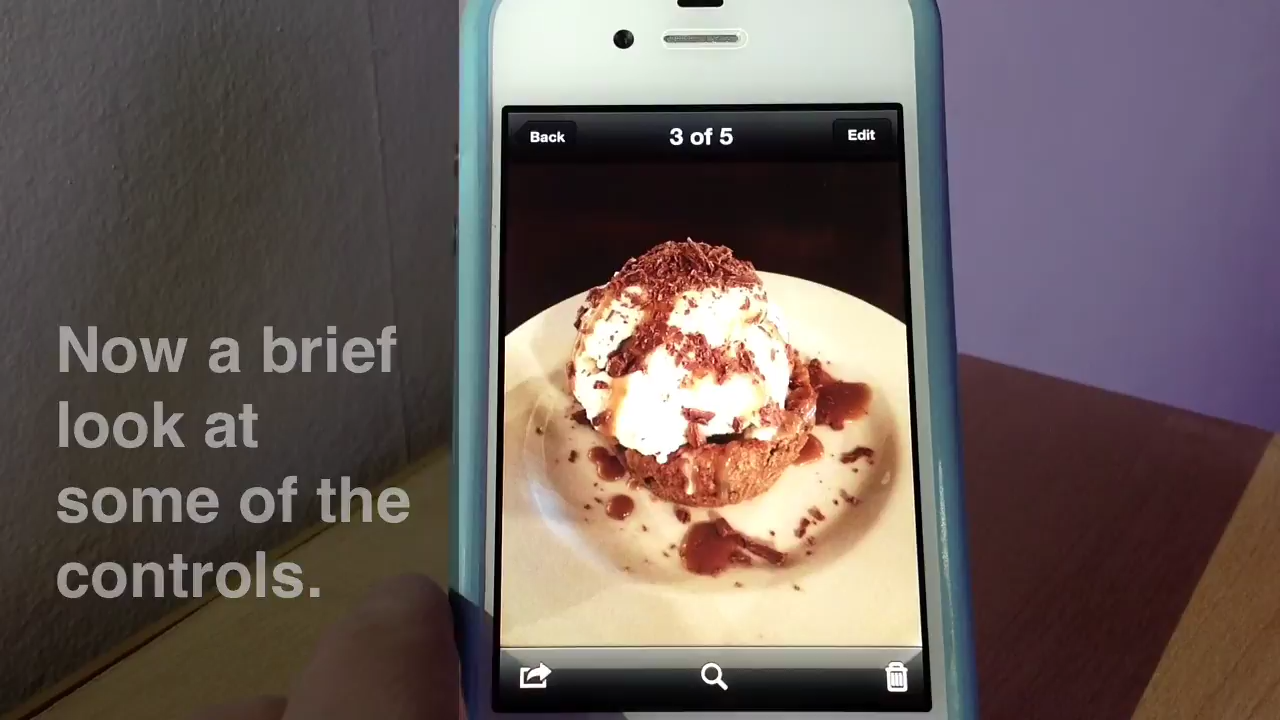 Back
3 of 5
Edit
Now a brief
look at
some of the
controls.